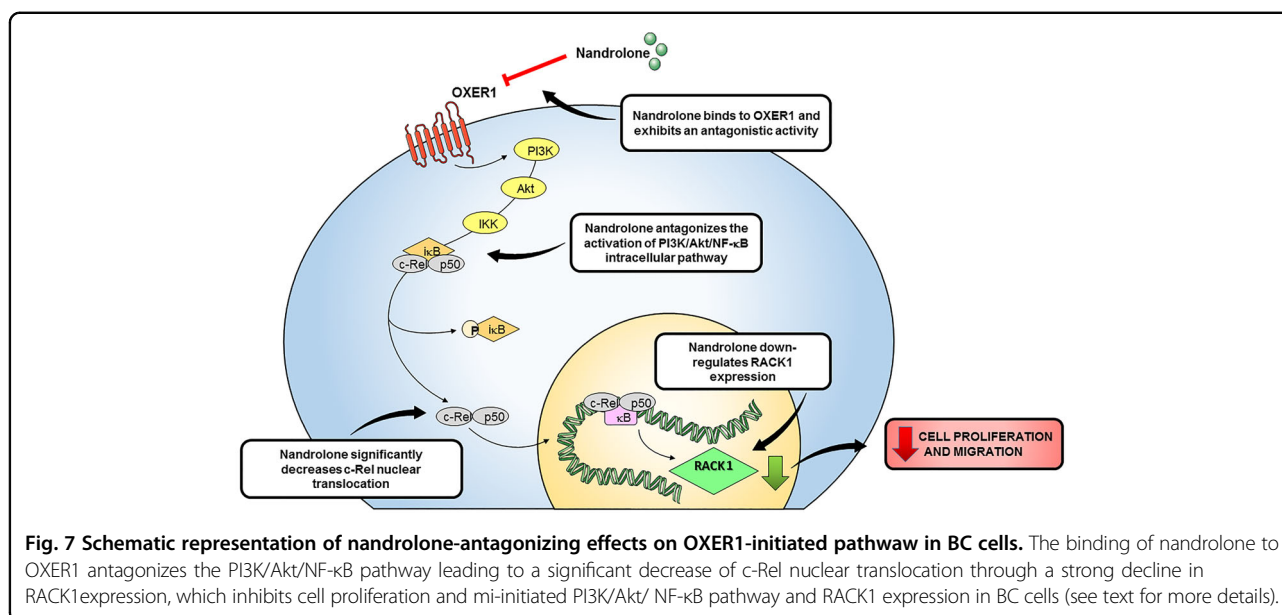 Nandrolone
OXER1
Nandrolone binds to OXER1 and
exhibits an antagonistic activity
PI3K
Akt
IKK
Nandrolone antagonizes the
activation of PI3K/Akt/NF-κB
intracellular pathway
iκB
c-Rel p50
P iκB
Nandrolone down-
regulates RACK1
expression
c-Rel p50
κB
c-Rel p50
CELL PROLIFERATION
AND MIGRATION
RACK1
Nandrolone significantly
decreases c-Rel nuclear
translocation
Fig. 7 Schematic representation of nandrolone-antagonizing effects on OXER1-initiated pathwaw in BC cells. The binding of nandrolone to
OXER1 antagonizes the PI3K/Akt/NF-κB pathway leading to a significant decrease of c-Rel nuclear translocation through a strong decline in
RACK1expression, which inhibits cell proliferation and mi-initiated PI3K/Akt/ NF-κB pathway and RACK1 expression in BC cells (see text for more details).